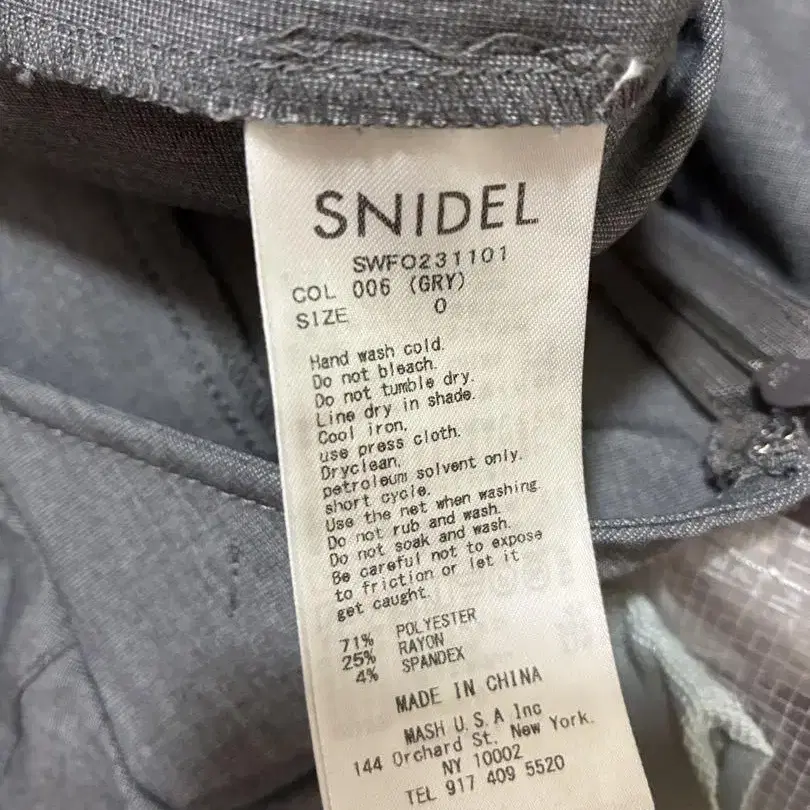 SNIDEL
SWFO231101
COL 006 (GRY)
SIZE 0
Hand wash cold.
Do not bleach.
Do not tumble dry.
Line dry in shade.
Cool iron,
use press cloth.
Dryclean,
petroleum solvent only.
short cycle.
Use the net when washing.
Do not rub and wash.
Do not soak and wash.
Be careful not to expose
to friction or let it
get caught.
71% POLYESTER
25% RAYON
4% SPANDEX
MADE IN CHINA
MASH U.S.A Inc
144 Orchard St. New York.
NY 10002
TEL 917 409 5520